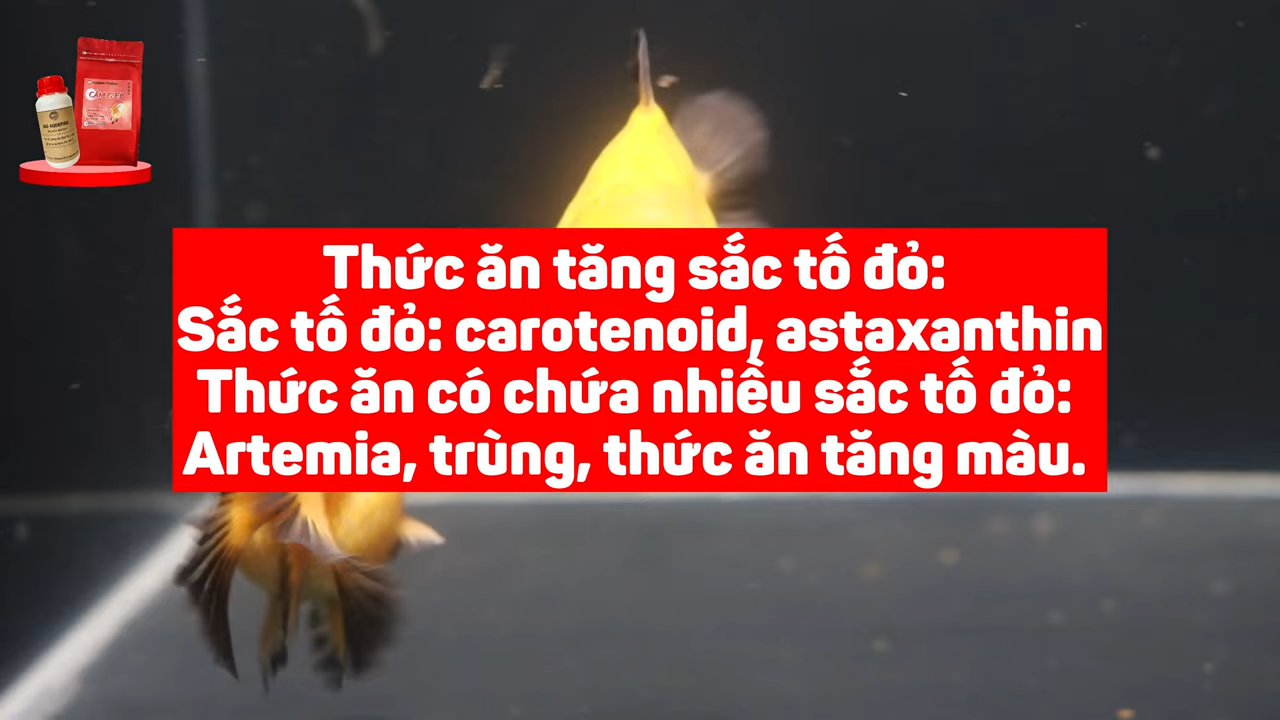 Thức ăn tăng sắc tố đỏ:
Sắc tố đỏ: carotenoid, astaxanthin
Thức ăn có chứa nhiều sắc tố đỏ:
Artemia, trùng, thức ăn tăng màu.